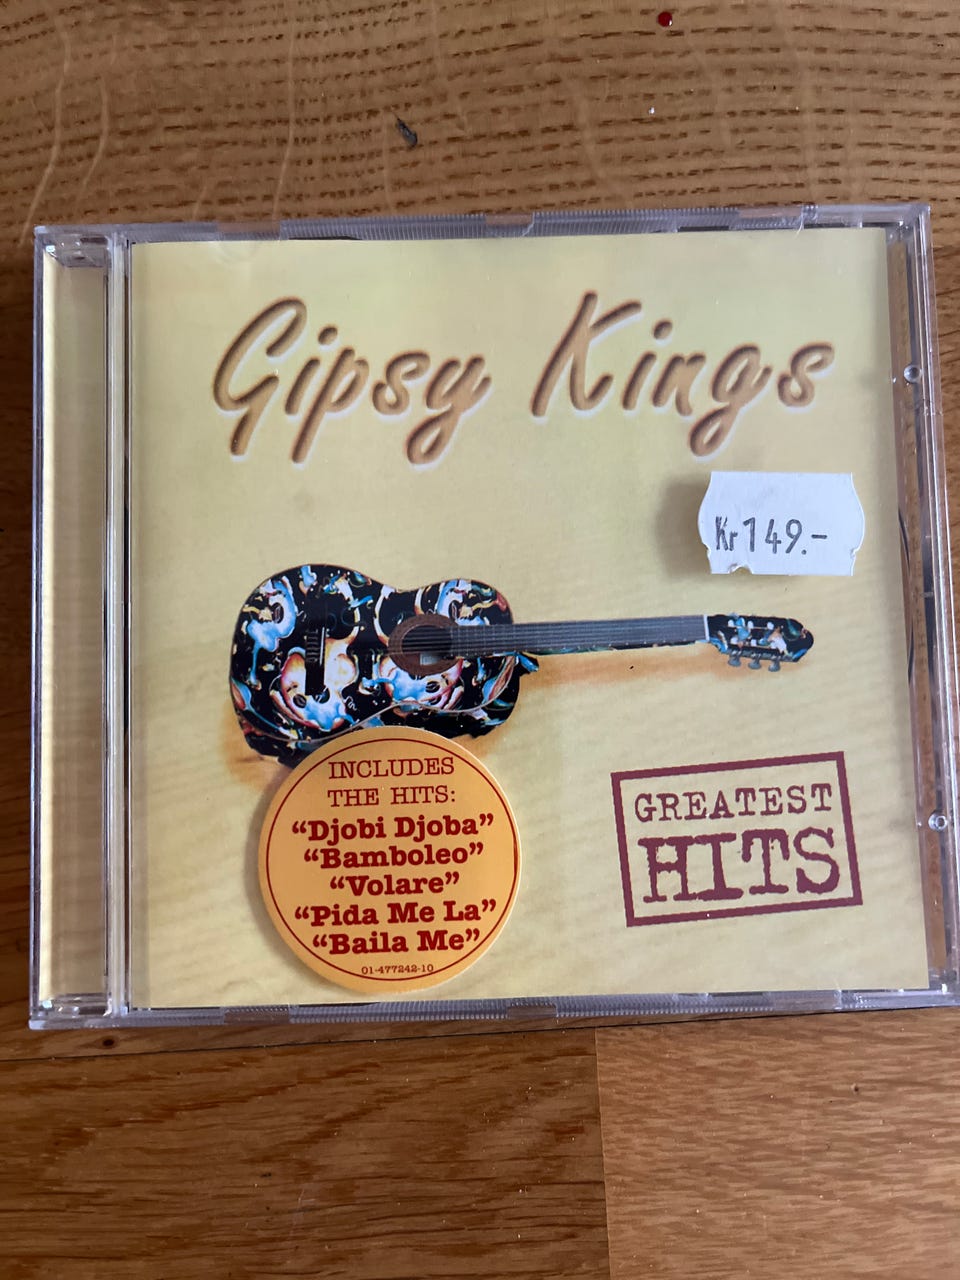 Gipsy Kings
Kr 149.-
INCLUDES
THE HITS:
“Djobi Djoba”
“Bamboleo”
“Volare”
“Pida Me La”
“Baila Me”
01-477242-10
GREATEST
HITS